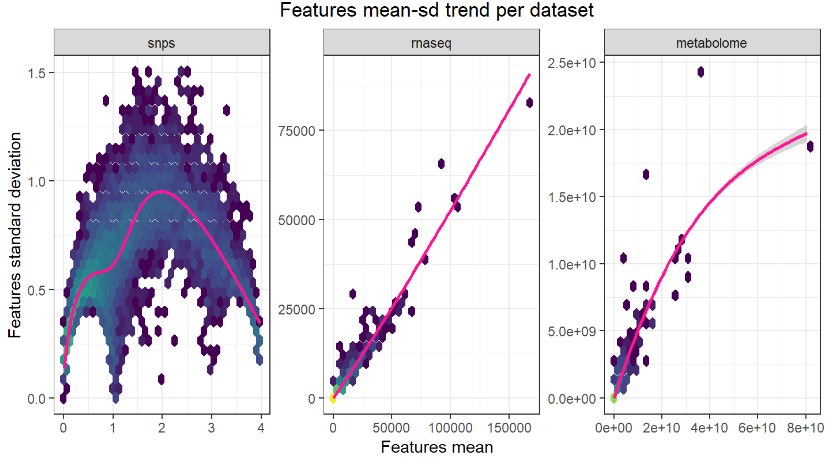 Features mean-sd trend per dataset
snps
rnaseq
metabolome
Features standard deviation
1.5
1.0
0.5
0.0
0
1
2
3
4
75000
50000
25000
0
0
50000
100000
150000
2.5e+10
2.0e+10
1.5e+10
1.0e+10
5.0e+09
0.0e+00
0e+00
2e+10
4e+10
6e+10
8e+10
Features mean